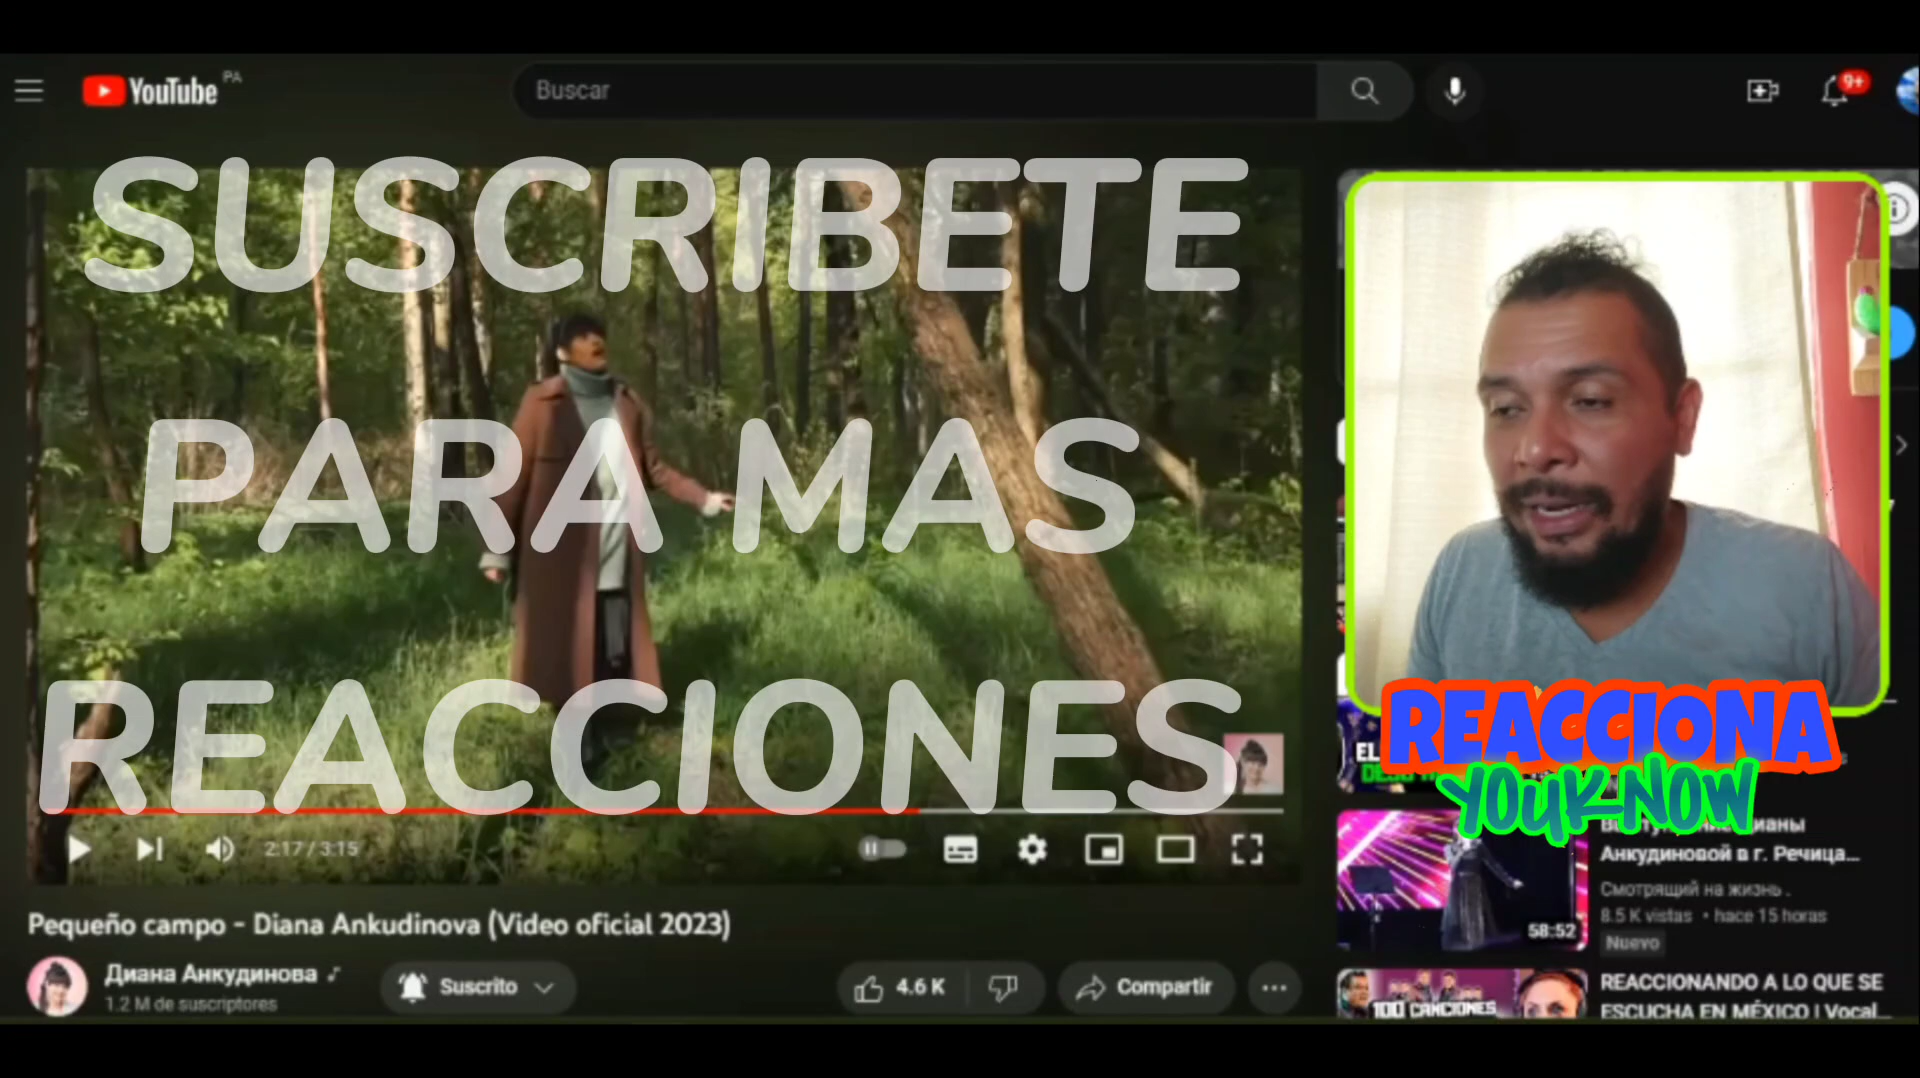 YouTube PA
Buscar
9+
SUSCRIBETE
PARA MAS
REACCIONES
2:17 / 3:15
Pequeño campo - Diana Ankudinova (Video oficial 2023)
Диана Анкудинова
1.2 M de suscriptores
Suscrito
4.6 K
Compartir
REACCIONA
YOUKNOW
EL
Анкудиновой в г. Речица...
Смотрящий на жизнь .
8.5 K vistas • hace 15 horas
Nuevo
58:52
REACCIONANDO A LO QUE SE
ESCUCHA EN MÉXICO | Vocal...
100 CANCIONES